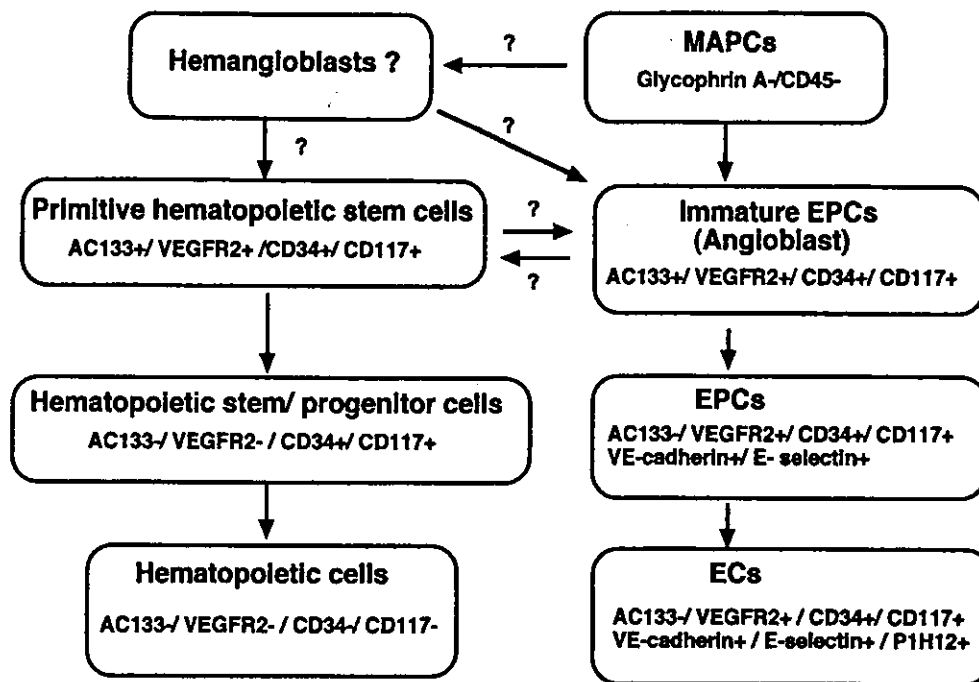 Hemangioblasts ?
?
MAPCs
Glycophrin A-/CD45-
?
?
Primitive hematopoietic stem cells
AC133+/ VEGFR2+ /CD34+/ CD117+
?
?
Immature EPCs
(Angioblast)
AC133+/ VEGFR2+/ CD34+/ CD117+
Hematopoietic stem/ progenitor cells
AC133-/ VEGFR2- / CD34+/ CD117+
EPCs
AC133-/ VEGFR2+/ CD34+/ CD117+
VE-cadherin+/ E- selectin+
Hematopoietic cells
AC133-/ VEGFR2- / CD34-/ CD117-
ECs
AC133-/ VEGFR2+ / CD34+/ CD117+
VE-cadherin+ / E-selectin+ / P1H12+